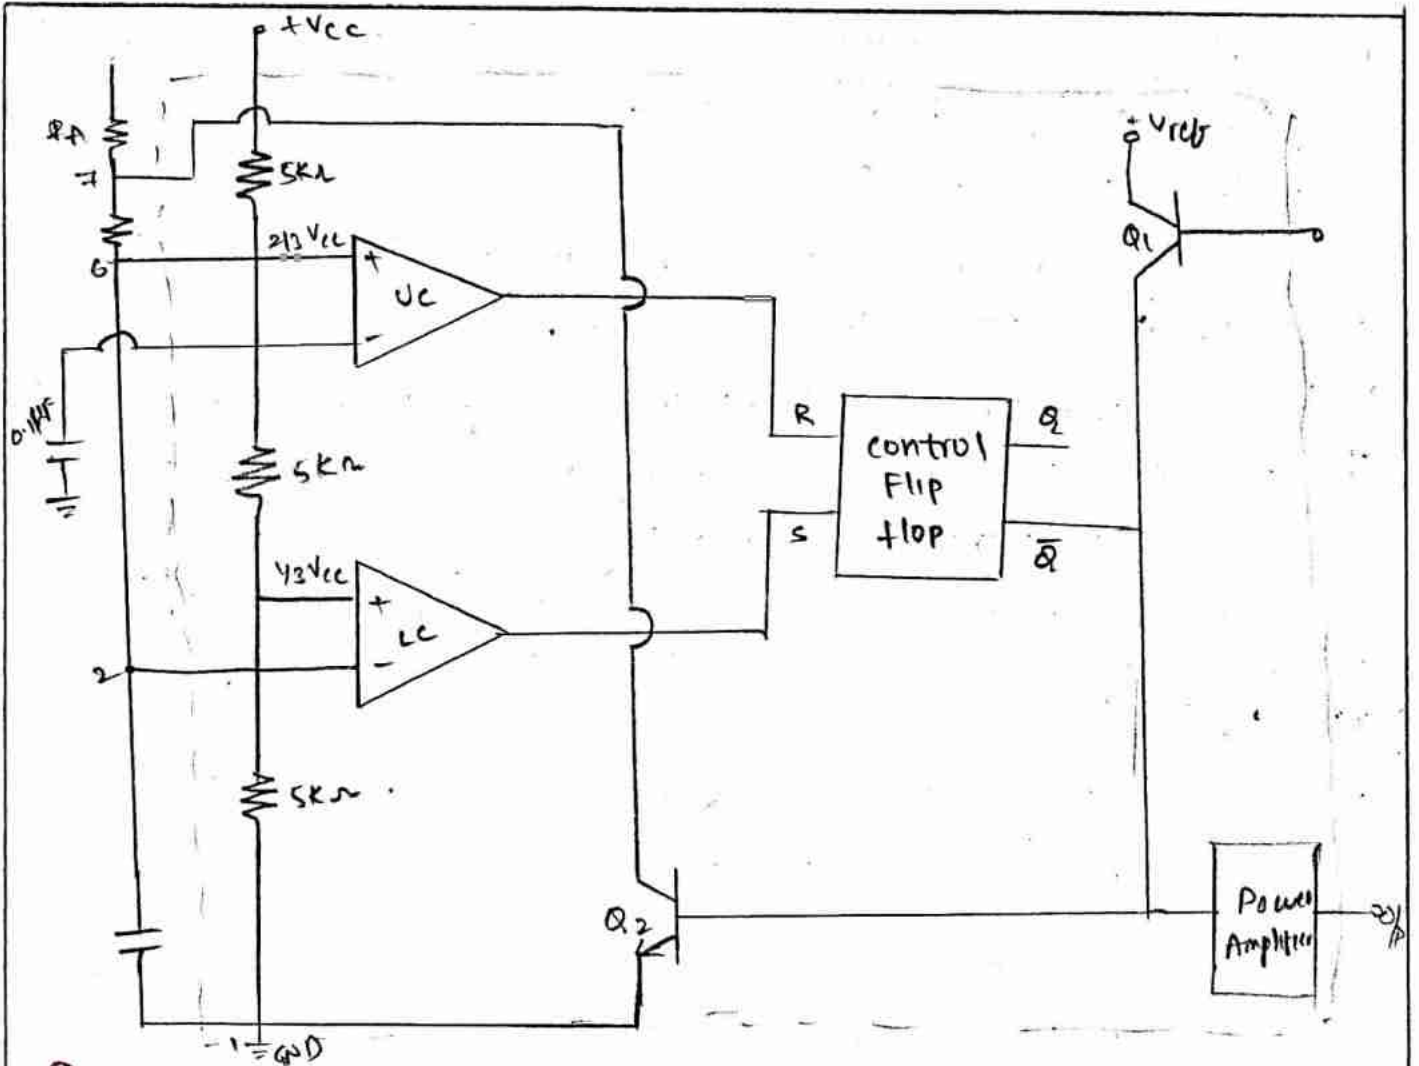 +Vcc
RA
7
5KΩ
+Vref
Q1
2/3 Vcc
6
+
UC
-
0.1µF
R
Q
control
Flip
flop
5KΩ
S
Q̅
1/3 Vcc
+
LC
-
2
5KΩ
Q2
Power
Amplifier
O/P
1
GND